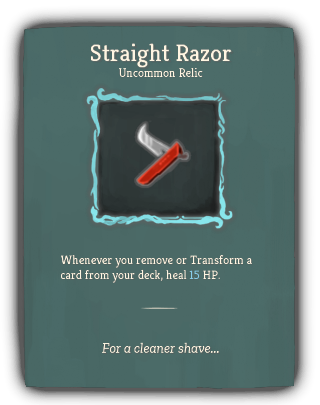 Straight Razor
Uncommon Relic
Whenever you remove or Transform a
card from your deck, heal 15 HP.
For a cleaner shave...